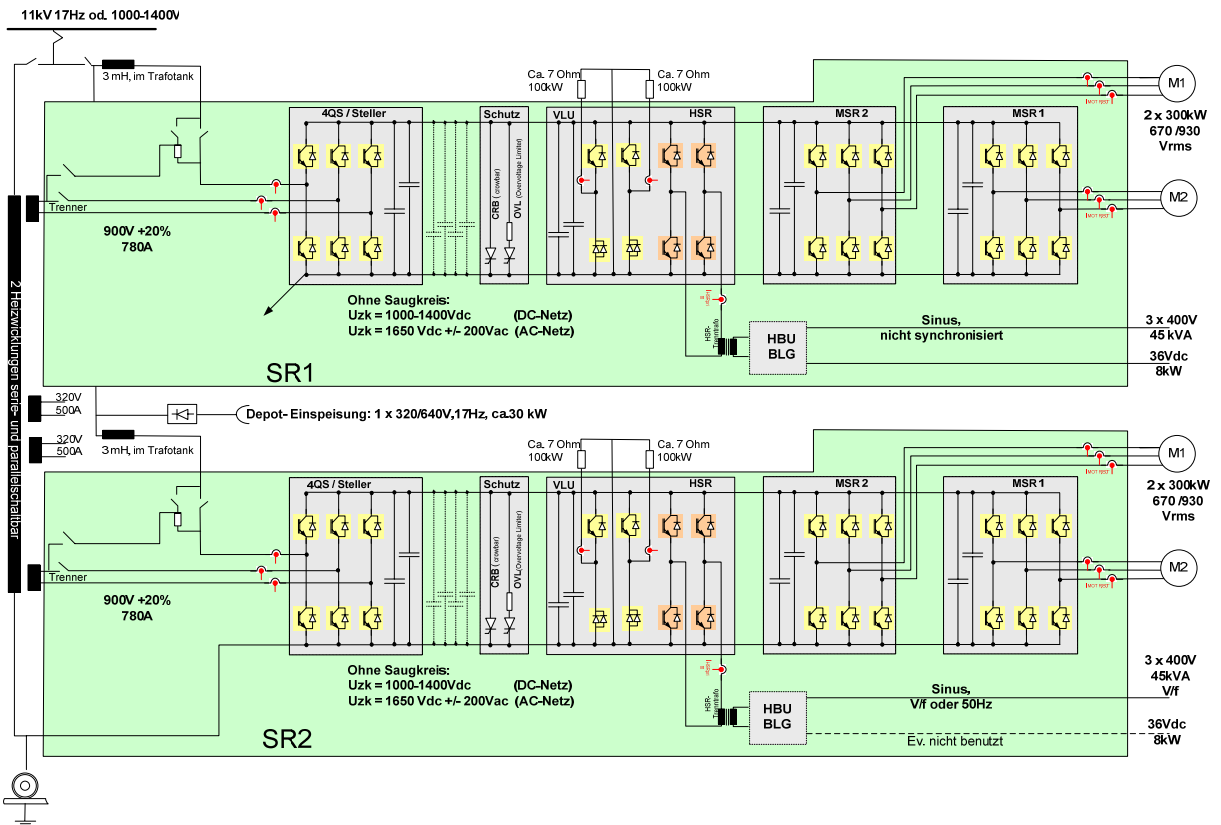 11kV 17Hz od. 1000-1400V
3 mH, im Trafotank
Ca. 7 Ohm
100kW
Ca. 7 Ohm
100kW
M1
2 x 300kW
670 /930
Vrms
4QS / Steller
Schutz
VLU
HSR
MSR 2
MSR 1
CRB ( crowbar)
OVL (Overvoltage Limiter)
M2
Trenner
900V +20%
780A
Ohne Saugkreis:
Uzk = 1000-1400Vdc (DC-Netz)
Uzk = 1650 Vdc +/- 200Vac (AC-Netz)
HSR-
Trenntrafo
HBU
BLG
Sinus,
nicht synchronisiert
3 x 400V
45 kVA
36Vdc
8kW
SR1
2 Heizwicklungen serie- und parallelschaltbar
320V
500A
Depot- Einspeisung: 1 x 320/640V,17Hz, ca.30 kW
320V
500A
3mH, im Trafotank
Ca. 7 Ohm
100kW
Ca. 7 Ohm
100kW
M1
2 x 300kW
670 /930
Vrms
4QS / Steller
Schutz
VLU
HSR
MSR 2
MSR 1
CRB ( crowbar)
OVL(Overvoltage Limiter)
M2
Trenner
900V +20%
780A
Ohne Saugkreis:
Uzk = 1000-1400Vdc (DC-Netz)
Uzk = 1650 Vdc +/- 200Vac (AC-Netz)
HSR-
Trenntrafo
HBU
BLG
Sinus,
V/f oder 50Hz
3 x 400V
45kVA
V/f
36Vdc
8kW
Ev. nicht benutzt
SR2